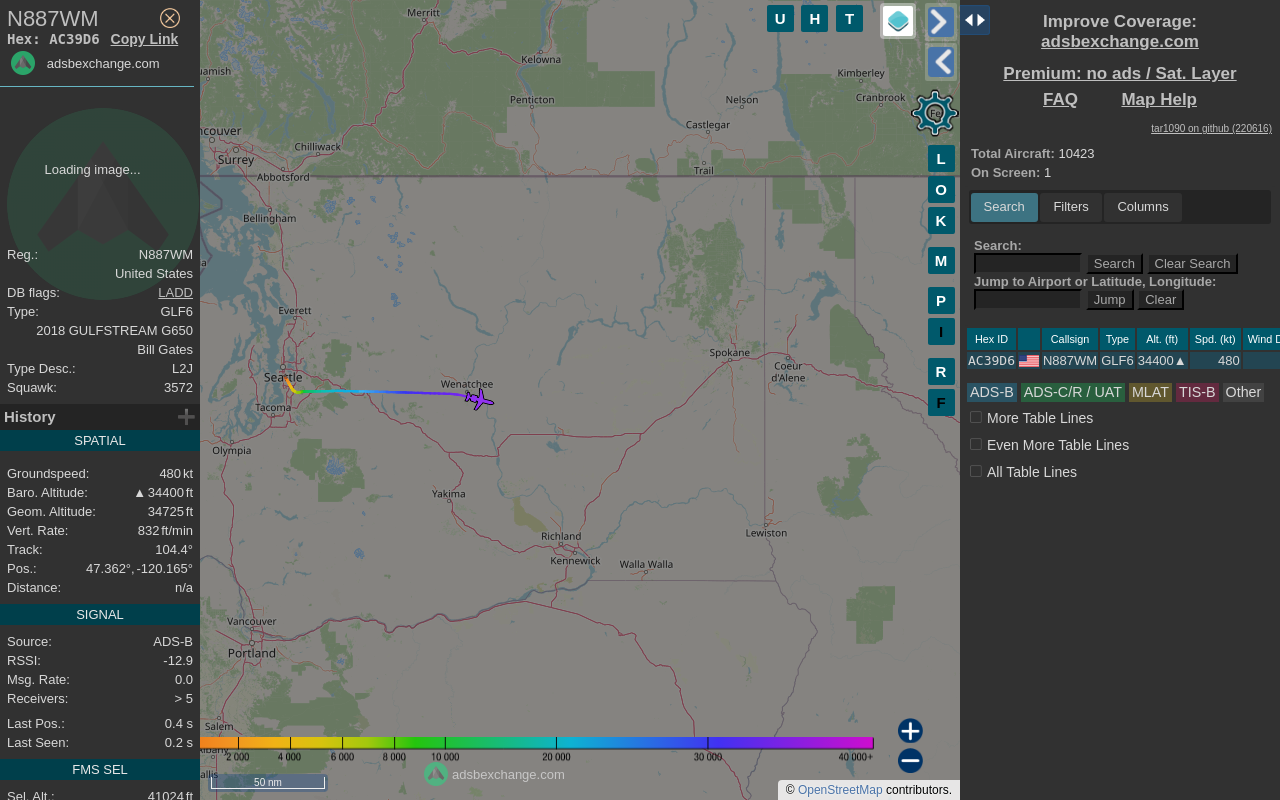 N887WM
Hex: AC39D6 Copy Link
adsbexchange.com
Loading image...
Reg.: N887WM
United States
DB flags: LADD
Type: GLF6
2018 GULFSTREAM G650
Bill Gates
Type Desc.: L2J
Squawk: 3572
History
SPATIAL
Groundspeed: 480 kt
Baro. Altitude: ▲ 34400 ft
Geom. Altitude: 34725 ft
Vert. Rate: 832 ft/min
Track: 104.4°
Pos.: 47.362°, -120.165°
Distance: n/a
SIGNAL
Source: ADS-B
RSSI: -12.9
Msg. Rate: 0.0
Receivers: > 5
Last Pos.: 0.4 s
Last Seen: 0.2 s
FMS SEL
Sel. Alt.: 41024 ft
Merritt
Kelowna
amish
Kimberley
Cranbrook
Penticton
Nelson
Castlegar
ncouver
Surrey
Chilliwack
Abbotsford
Trail
Bellingham
a
Everett
Spokane
Coeur
d'Alene
Seattle
Wenatchee
Tacoma
Olympia
Yakima
Richland
Kennewick
Walla Walla
Lewiston
Vancouver
Portland
Salem
Albany
allis
2 000 4 000 6 000 8 000 10 000 20 000 30 000 40 000+
50 nm
adsbexchange.com
© OpenStreetMap contributors.
U H T
L
O
K
M
P
I
R
F
Improve Coverage:
adsbexchange.com
Premium: no ads / Sat. Layer
FAQ Map Help
tar1090 on github (220616)
Total Aircraft: 10423
On Screen: 1
Search Filters Columns
Search:
Search Clear Search
Jump to Airport or Latitude, Longitude:
Jump Clear
Hex ID Callsign Type Alt. (ft) Spd. (kt) Wind D
AC39D6 N887WM GLF6 34400▲ 480
ADS-B ADS-C/R / UAT MLAT TIS-B Other
More Table Lines
Even More Table Lines
All Table Lines